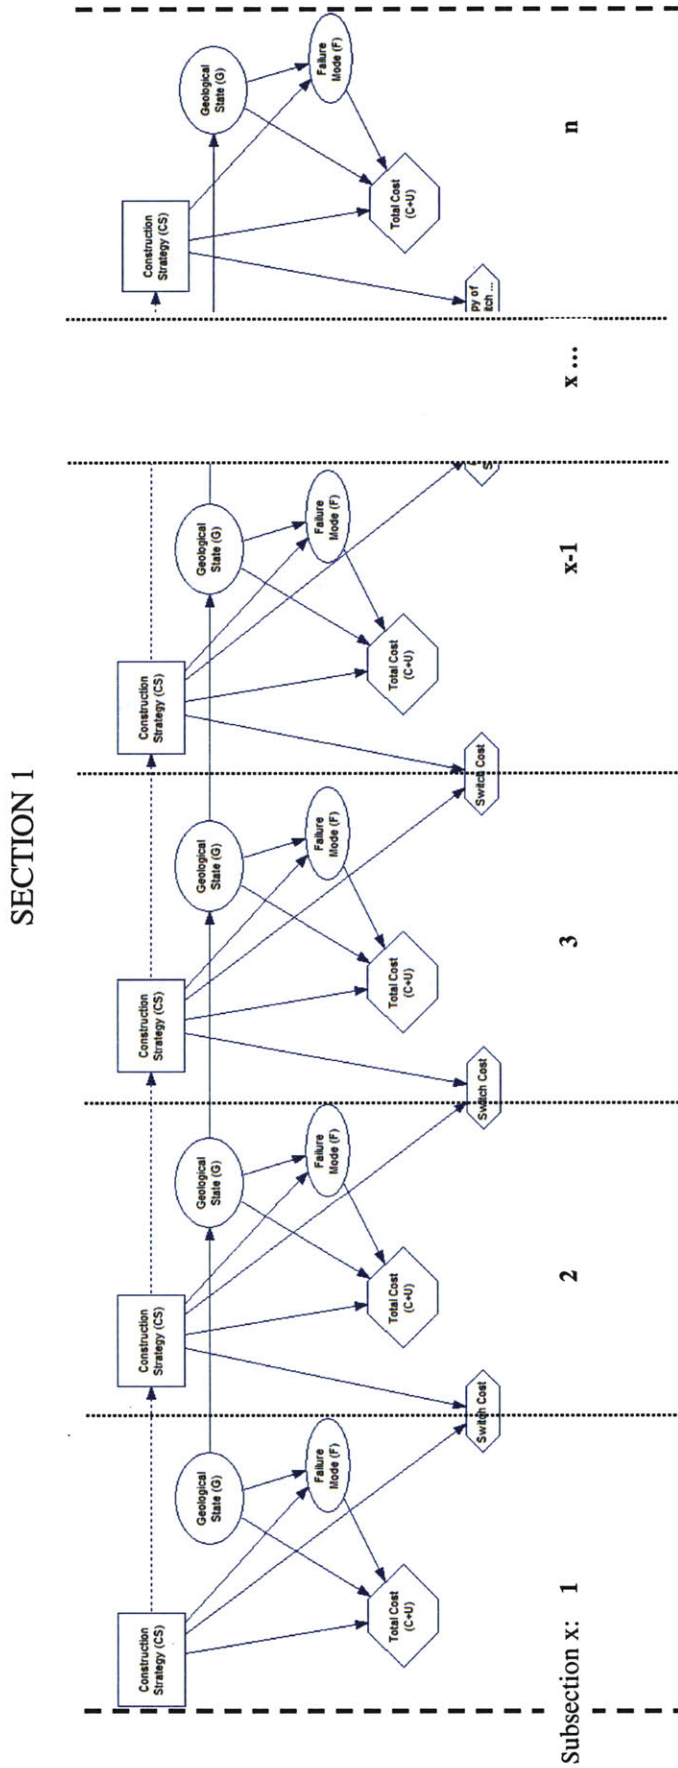 SECTION 1
Construction
Strategy (CS)
Geological
State (G)
Failure
Mode (F)
Total Cost
(C+U)
Switch Cost
Construction
Strategy (CS)
Geological
State (G)
Failure
Mode (F)
Total Cost
(C+U)
Switch Cost
Construction
Strategy (CS)
Geological
State (G)
Failure
Mode (F)
Total Cost
(C+U)
Switch Cost
Construction
Strategy (CS)
Geological
State (G)
Failure
Mode (F)
Total Cost
(C+U)
S
Construction
Strategy (CS)
Geological
State (G)
Failure
Mode (F)
Total Cost
(C+U)
py of
itch ...
Subsection x: 1 2 3 x-1 x ... n